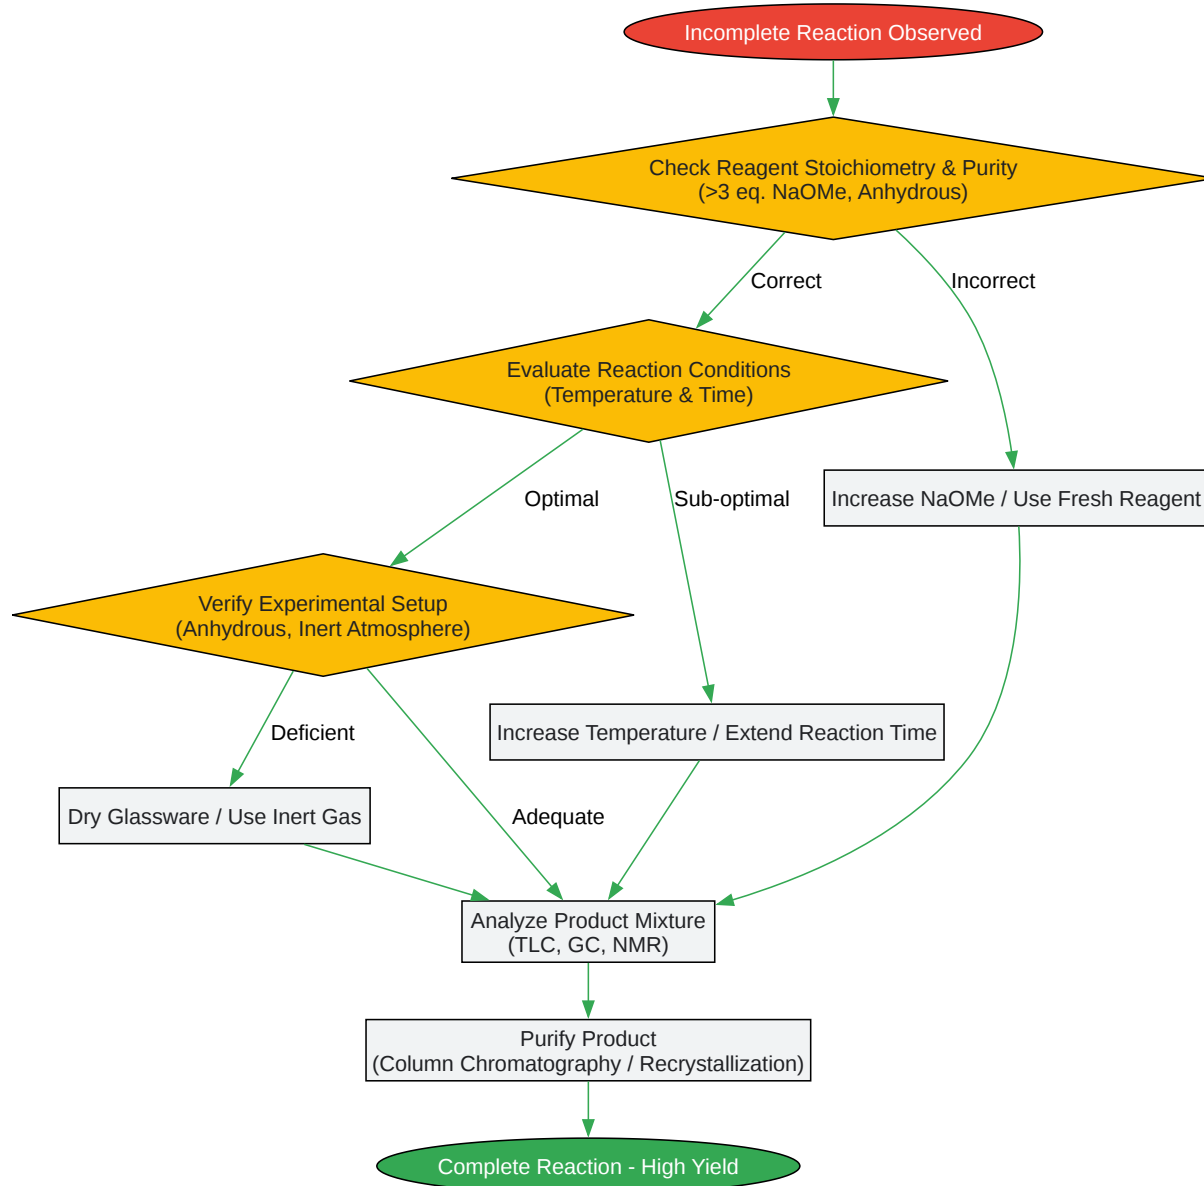 Incomplete Reaction Observed
Check Reagent Stoichiometry & Purity
(>3 eq. NaOMe, Anhydrous)
Correct
Incorrect
Evaluate Reaction Conditions
(Temperature & Time)
Optimal
Sub-optimal
Increase NaOMe / Use Fresh Reagent
Verify Experimental Setup
(Anhydrous, Inert Atmosphere)
Deficient
Increase Temperature / Extend Reaction Time
Dry Glassware / Use Inert Gas
Adequate
Analyze Product Mixture
(TLC, GC, NMR)
Purify Product
(Column Chromatography / Recrystallization)
Complete Reaction - High Yield